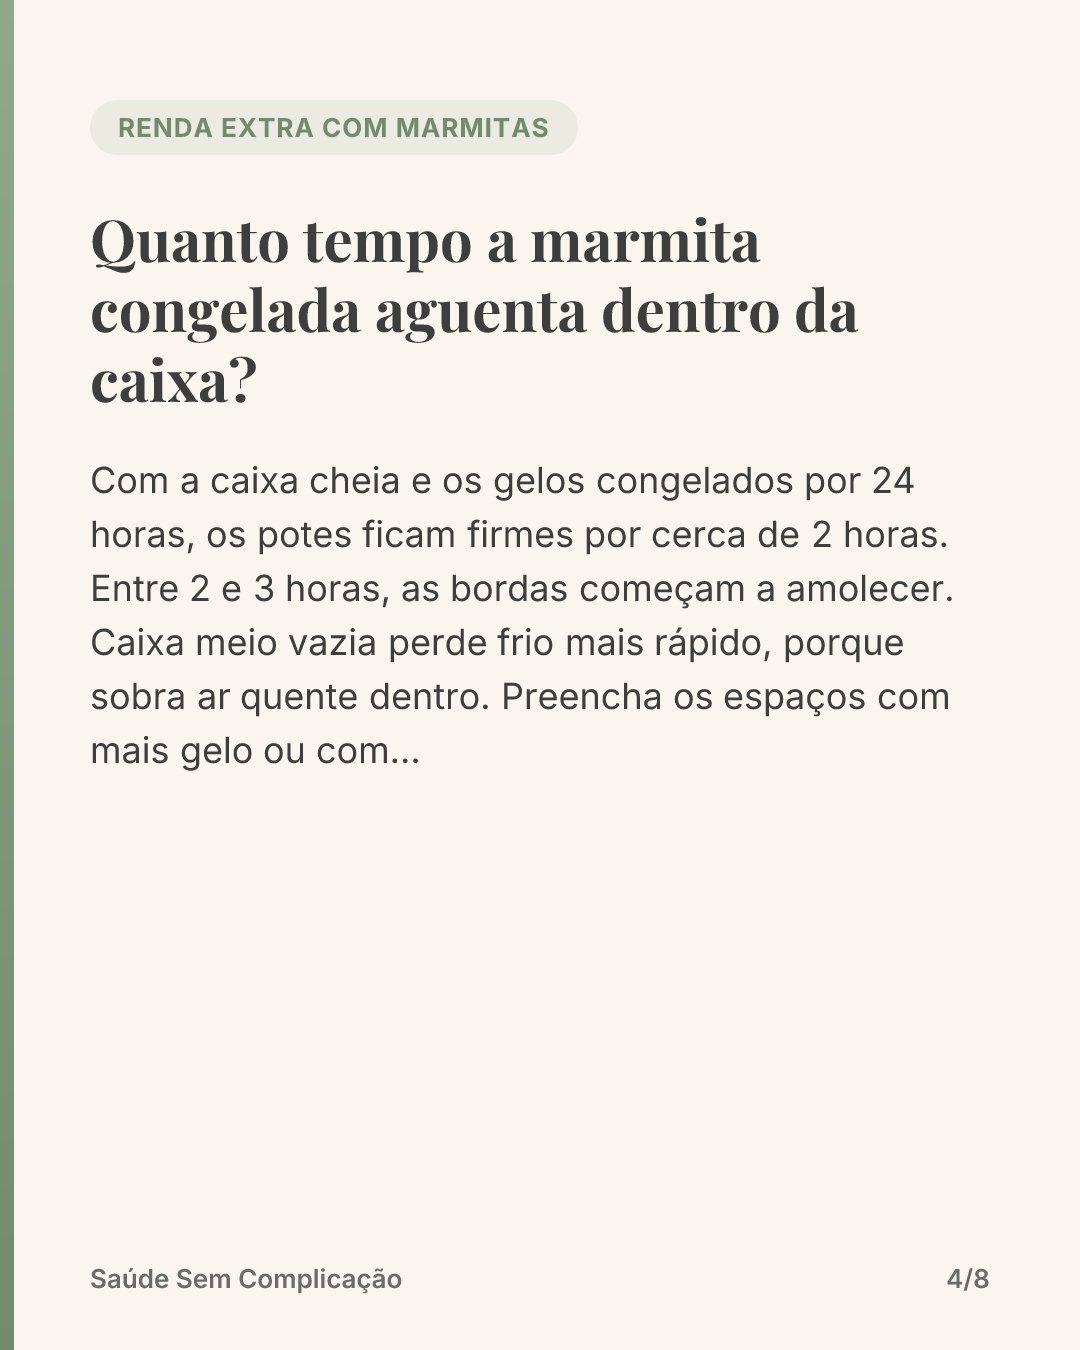 RENDA EXTRA COM MARMITAS
Quanto tempo a marmita
congelada aguenta dentro da
caixa?
Com a caixa cheia e os gelos congelados por 24
horas, os potes ficam firmes por cerca de 2 horas.
Entre 2 e 3 horas, as bordas começam a amolecer.
Caixa meio vazia perde frio mais rápido, porque
sobra ar quente dentro. Preencha os espaços com
mais gelo ou com...
Saúde Sem Complicação
4/8